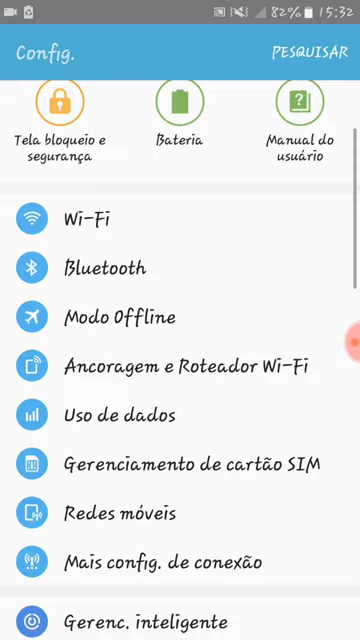 82% 15:32
Config. PESQUISAR
Tela bloqueio e
segurança
Bateria
Manual do
usuário
Wi-Fi
Bluetooth
Modo Offline
Ancoragem e Roteador Wi-Fi
Uso de dados
Gerenciamento de cartão SIM
Redes móveis
Mais config. de conexão
Gerenc. inteligente